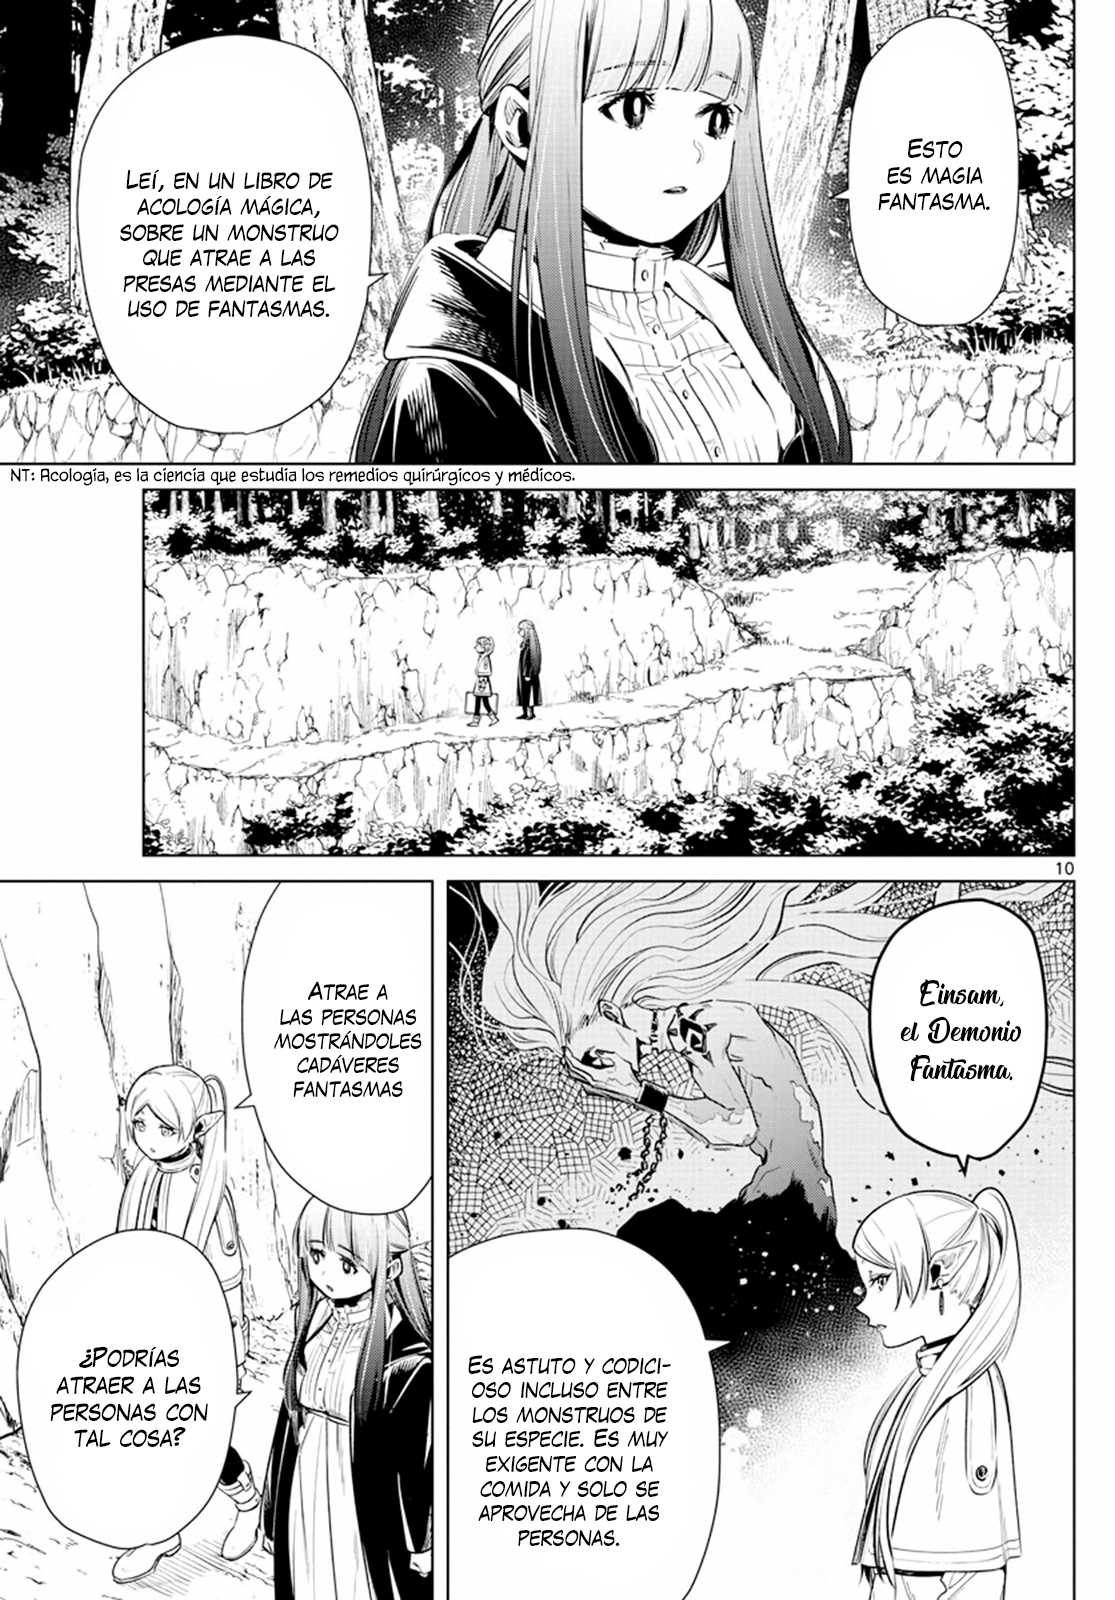 ESTO
ES MAGIA
FANTASMA.
LEÍ, EN UN LIBRO DE
ACOLOGÍA MÁGICA,
SOBRE UN MONSTRUO
QUE ATRAE A LAS
PRESAS MEDIANTE EL
USO DE FANTASMAS.
NT: Acología, es la ciencia que estudia los remedios quirúrgicos y médicos.
10
Einsam,
el Demonio
Fantasma.
ES ASTUTO Y CODICI-
OSO INCLUSO ENTRE
LOS MONSTRUOS DE
SU ESPECIE. ES MUY
EXIGENTE CON LA
COMIDA Y SOLO SE
APROVECHA DE LAS
PERSONAS.
ATRAE A
LAS PERSONAS
MOSTRÁNDOLES
CADÁVERES
FANTASMAS
¿PODRÍAS
ATRAER A LAS
PERSONAS CON
TAL COSA?